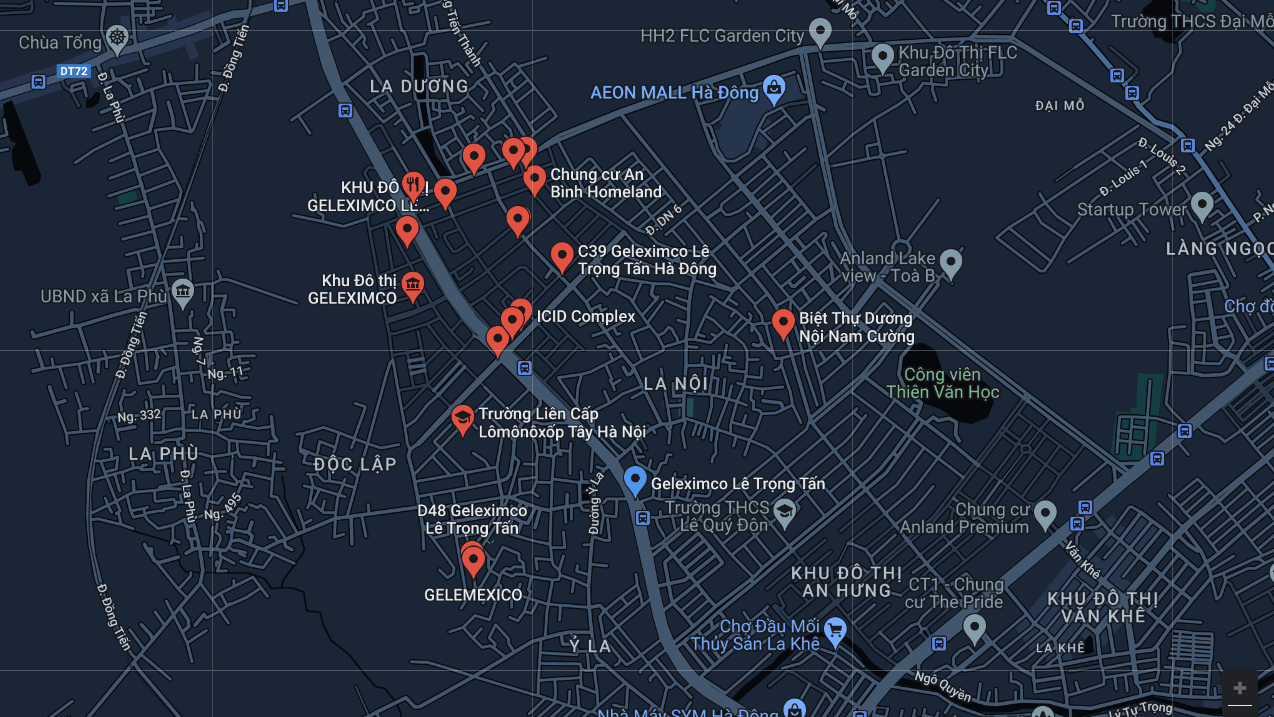 Chùa Tổng
DT72
Đ. La Phù
Đ. Đồng Tiến
LA DƯƠNG
HH2 FLC Garden City
Khu Đô Thị FLC
Garden City
Trường THCS Đại Mỗ
AEON MALL Hà Đông
ĐẠI MỖ
Đ. Louis 2
Đ. Louis 1
Ng-24 Đ. Đại Mỗ
Startup Tower
LÀNG NGỌC
Chung cư An
Bình Homeland
KHU ĐÔ
GELEXIMCO LÊ...
Đ. DN 6
C39 Geleximco Lê
Trọng Tấn Hà Đông
Anland Lake
view - Toà B
Khu Đô thị
GELEXIMCO
UBND xã La Phù
ICID Complex
Biệt Thự Dương
Nội Nam Cường
Đ. Đồng Tiến
Ng. 7
Ng. 11
Công viên
Thiên Văn Học
LA NỘI
Ng. 332
LA PHÙ
Trường Liên Cấp
Lômônôxốp Tây Hà Nội
LA PHÙ
ĐỘC LẬP
Đ. La Phù
Ng. 495
Geleximco Lê Trọng Tấn
Đường Ý La
Trường THCS
Lê Quý Đôn
D48 Geleximco
Lê Trọng Tấn
Chung cư
Anland Premium
Văn Khê
GELEMEXICO
KHU ĐÔ THỊ
AN HƯNG
CT1 - Chung
cư The Pride
KHU ĐÔ THỊ
VĂN KHÊ
Đ. Đồng Tiến
Chợ Đầu Mối
Thủy Sản La Khê
Ỷ LA
LA KHÊ
Ngô Quyền
Lý Tự Trọng
Nhà Máy SYM Hà Đông